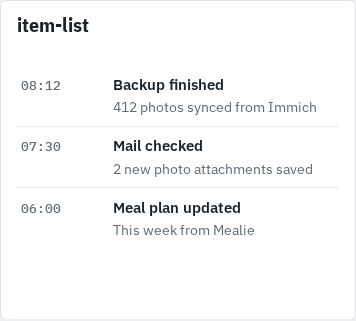 item-list
08:12 Backup finished
412 photos synced from Immich
07:30 Mail checked
2 new photo attachments saved
06:00 Meal plan updated
This week from Mealie